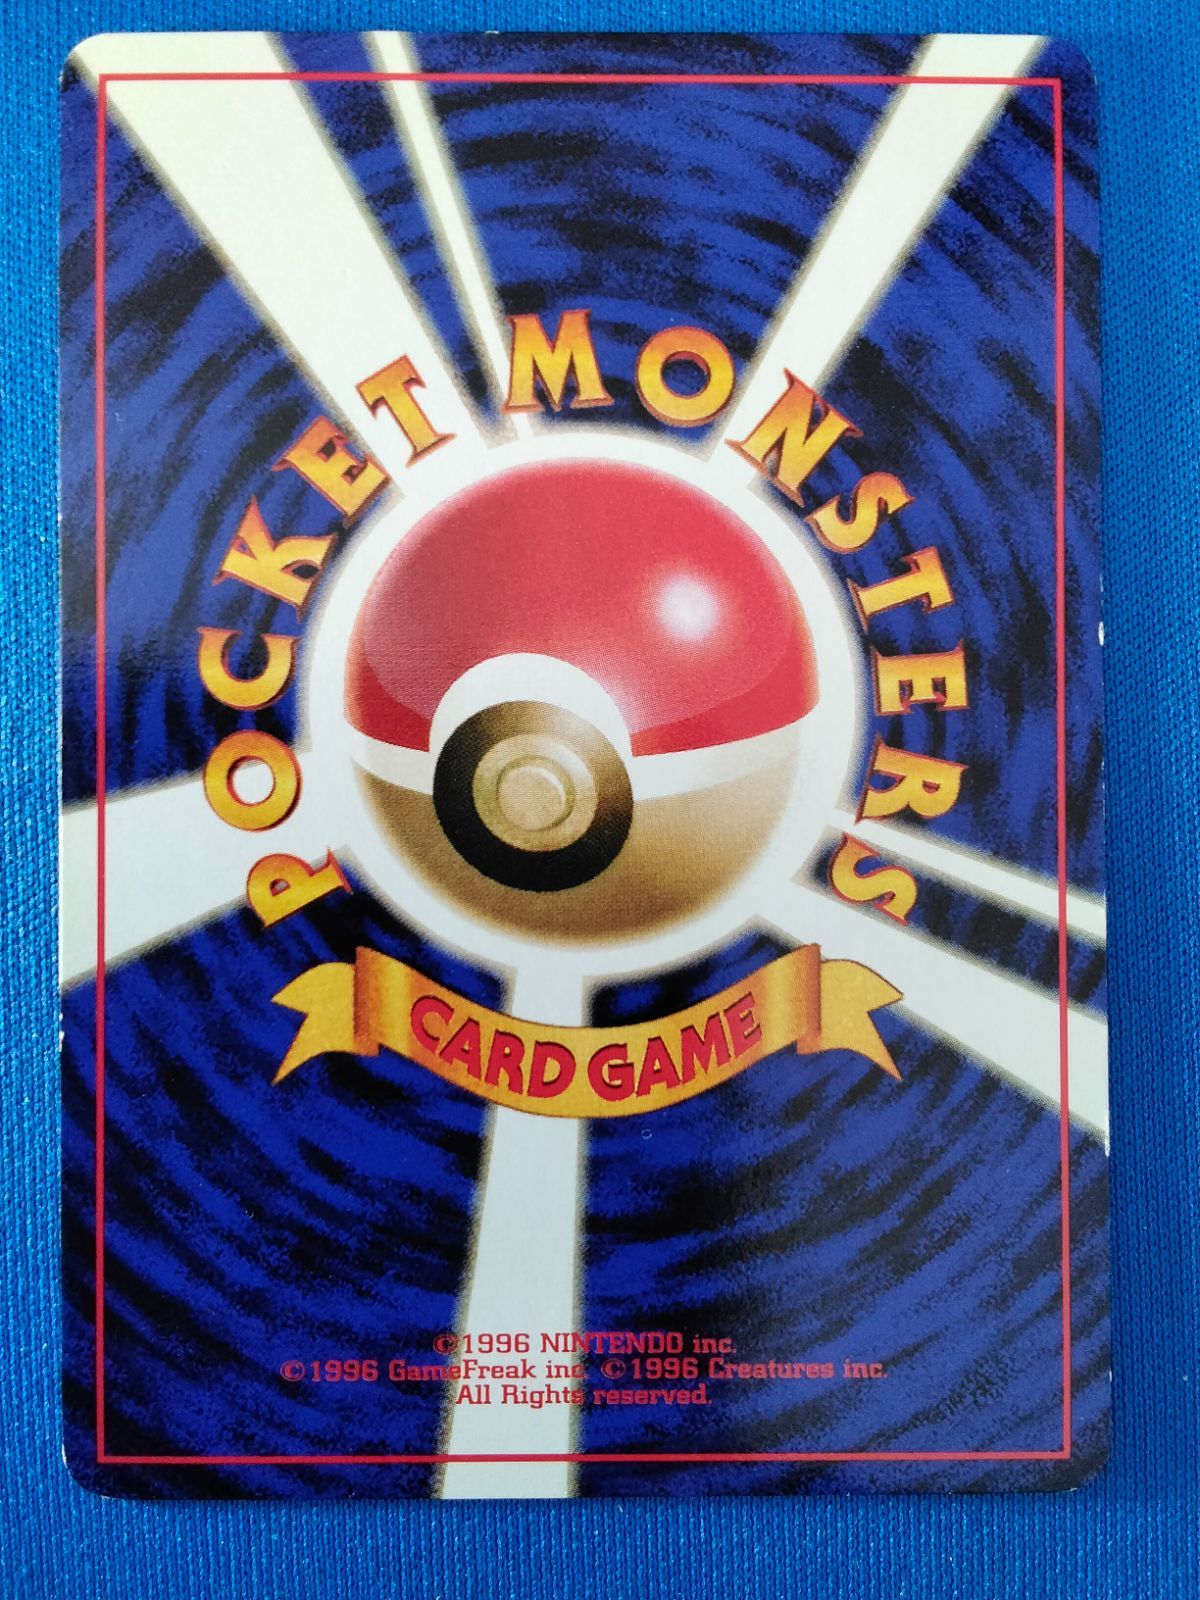 POCKET MONSTERS
CARD GAME
©1996 NINTENDO inc.
©1996 GameFreak inc. ©1996 Creatures inc.
All Rights reserved.